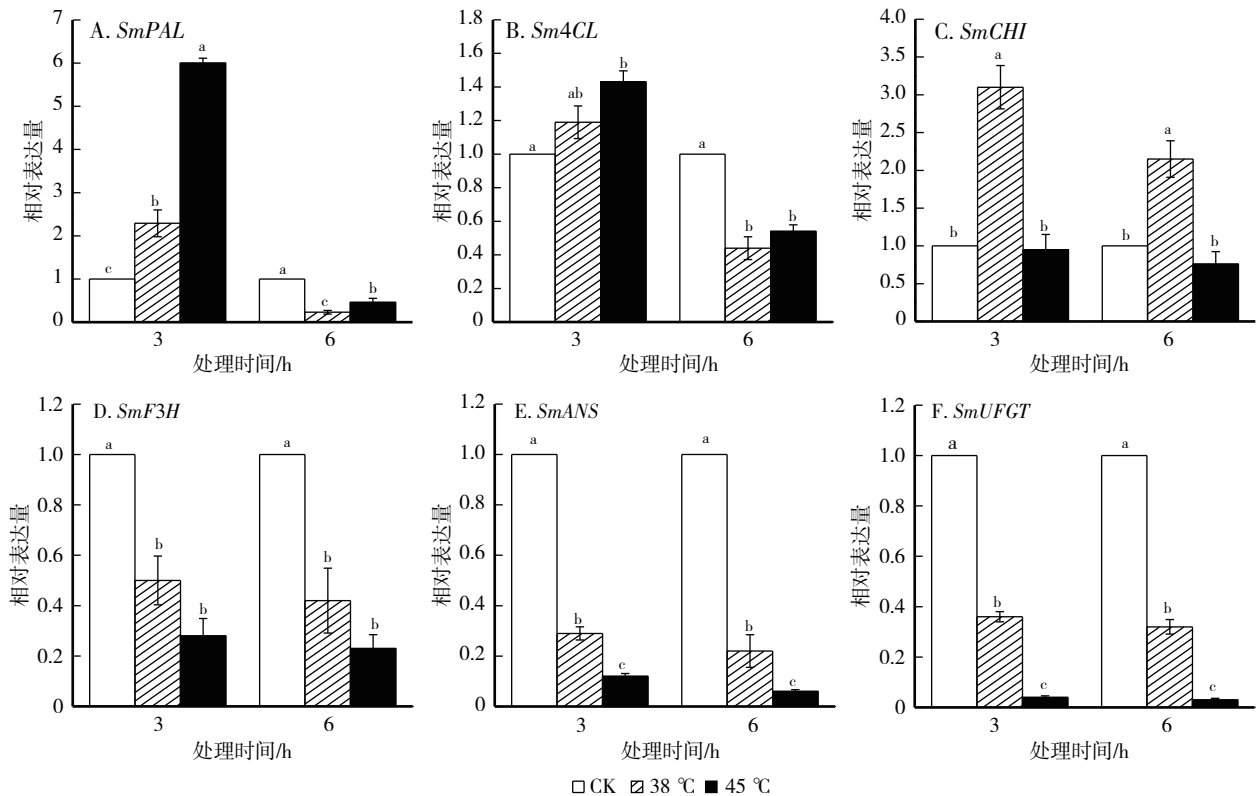 A. SmPAL
相对表达量
7
6
5
4
3
2
1
0
c
b
a
a
c
b
3
6
处理时间/h
B. Sm4CL
相对表达量
1.8
1.6
1.4
1.2
1.0
0.8
0.6
0.4
0.2
0
a
ab
b
a
b
b
3
6
处理时间/h
C. SmCHI
相对表达量
4.0
3.5
3.0
2.5
2.0
1.5
1.0
0.5
0.0
b
a
b
b
a
b
3
6
处理时间/h
D. SmF3H
相对表达量
1.2
1.0
0.8
0.6
0.4
0.2
0
a
b
b
a
b
b
3
6
处理时间/h
E. SmANS
相对表达量
1.2
1.0
0.8
0.6
0.4
0.2
0
a
b
c
a
b
c
3
6
处理时间/h
F. SmUFGT
相对表达量
1.2
1.0
0.8
0.6
0.4
0.2
0
a
b
c
a
b
c
3
6
处理时间/h
CK 38 ℃ 45 ℃